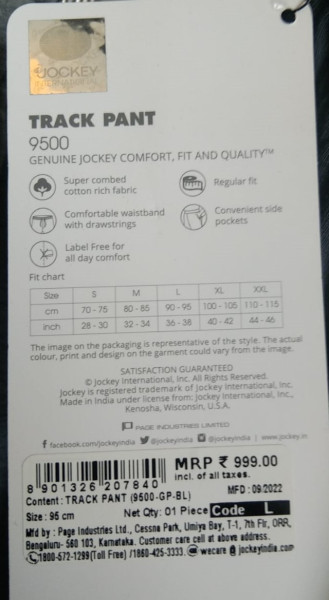 JOCKEY
INTERNATIONAL
TRACK PANT
9500
GENUINE JOCKEY COMFORT, FIT AND QUALITY™
Super combed
cotton rich fabric
Regular fit
Comfortable waistband
with drawstrings
Convenient side
pockets
Label Free for
all day comfort
Fit chart
Size S M L XL XXL
cm 70 - 75 80 - 85 90 - 95 100 - 105 110 - 115
inch 28 - 30 32 - 34 36 - 38 40 - 42 44 - 46
The image on the packaging is representative of the style. The actual
colour, print and design on the garment could vary from the image.
SATISFACTION GUARANTEED
© Jockey International, Inc. All Rights Reserved.
Jockey is registered trademark of Jockey International, Inc.
Made in India under license from: Jockey International, Inc.,
Kenosha, Wisconsin, U.S.A.
PAGE INDUSTRIES LIMITED
facebook.com/jockeyindia @jockeyindia @jockeyindia | www.jockey.in
8 901326 207840
MRP ₹ 999.00
incl. of all taxes.
MFD : 09/2022
Content : TRACK PANT (9500-GP-BL)
Size : 95 cm Net Qty: 01 Piece Code L
Mfd by : Page Industries Ltd., Cessna Park, Umiya Bay, T-1, 7th Flr, ORR,
Bengaluru- 560 103, Karnataka. Customer care cell at above address.
1800-572-1299(Toll Free) /1860-425-3333. wecare @ jockeyindia.com